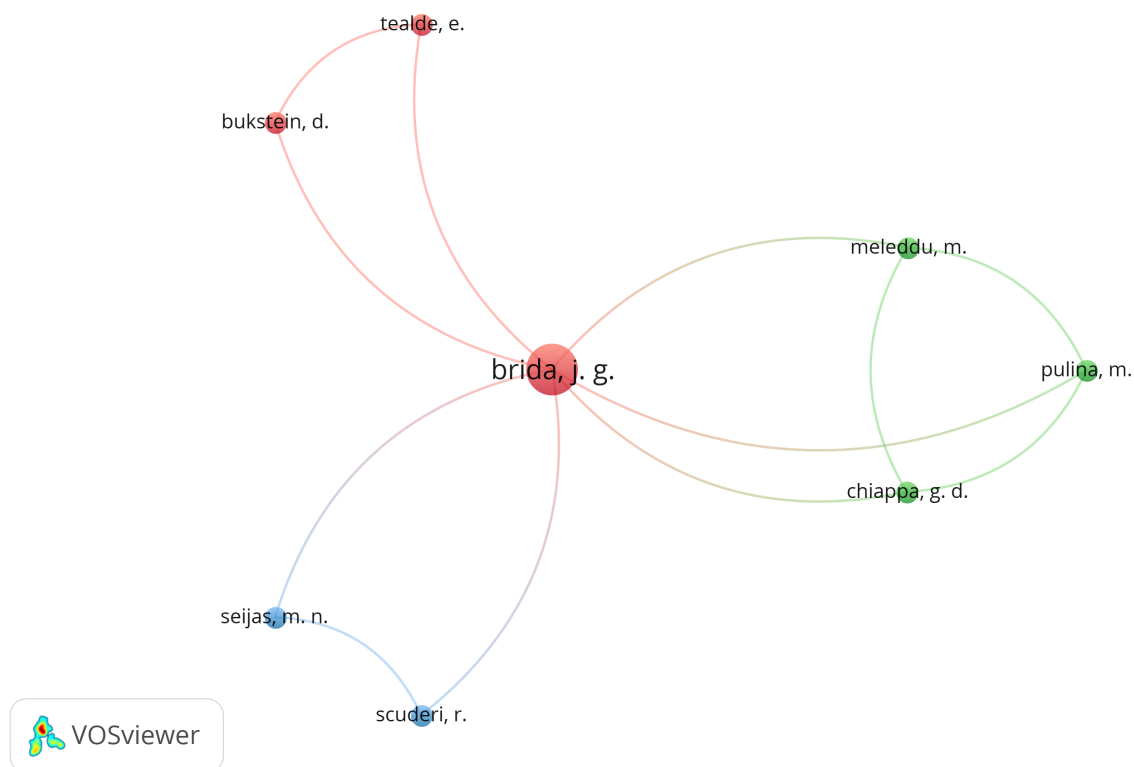 tealde, e.
bukstein, d.
meleddu, m.
brida, j. g.
pulina, m.
chiappa, g. d.
seijas, m. n.
scuderi, r.
VOSviewer